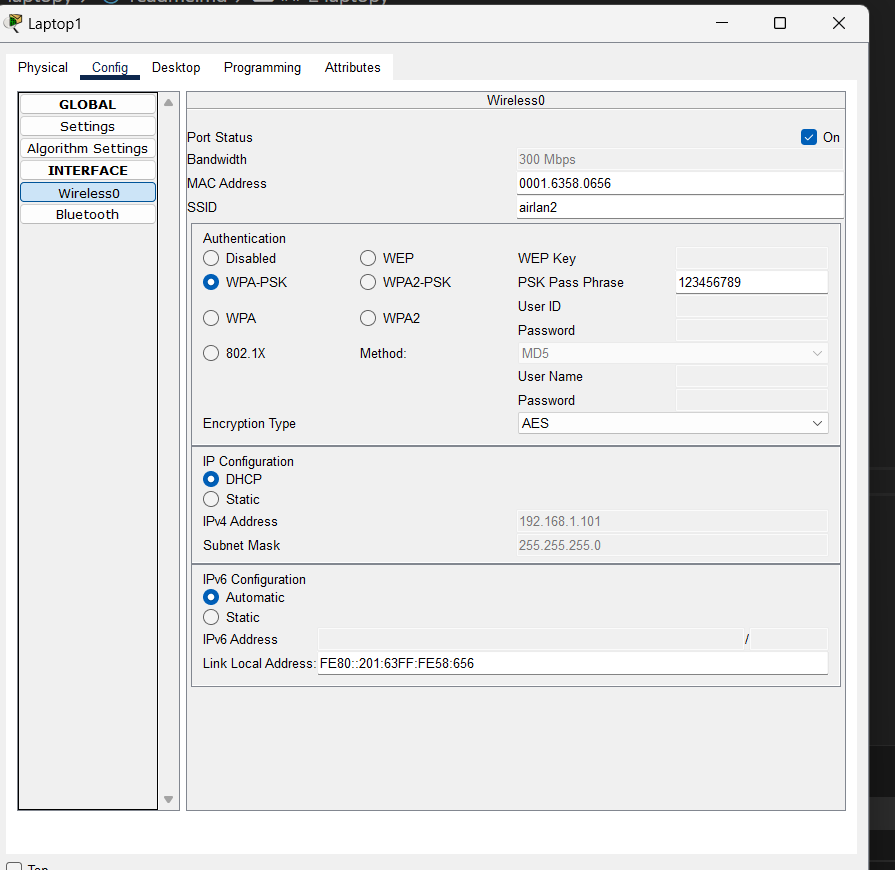 Laptop1
Physical Config Desktop Programming Attributes
GLOBAL
Settings
Algorithm Settings
INTERFACE
Wireless0
Bluetooth
Wireless0
Port Status On
Bandwidth 300 Mbps
MAC Address 0001.6358.0656
SSID airlan2
Authentication
Disabled WEP WEP Key
WPA-PSK WPA2-PSK PSK Pass Phrase 123456789
User ID
WPA WPA2
Password
802.1X Method: MD5
User Name
Password
Encryption Type AES
IP Configuration
DHCP
Static
IPv4 Address 192.168.1.101
Subnet Mask 255.255.255.0
IPv6 Configuration
Automatic
Static
IPv6 Address /
Link Local Address: FE80::201:63FF:FE58:656
Top